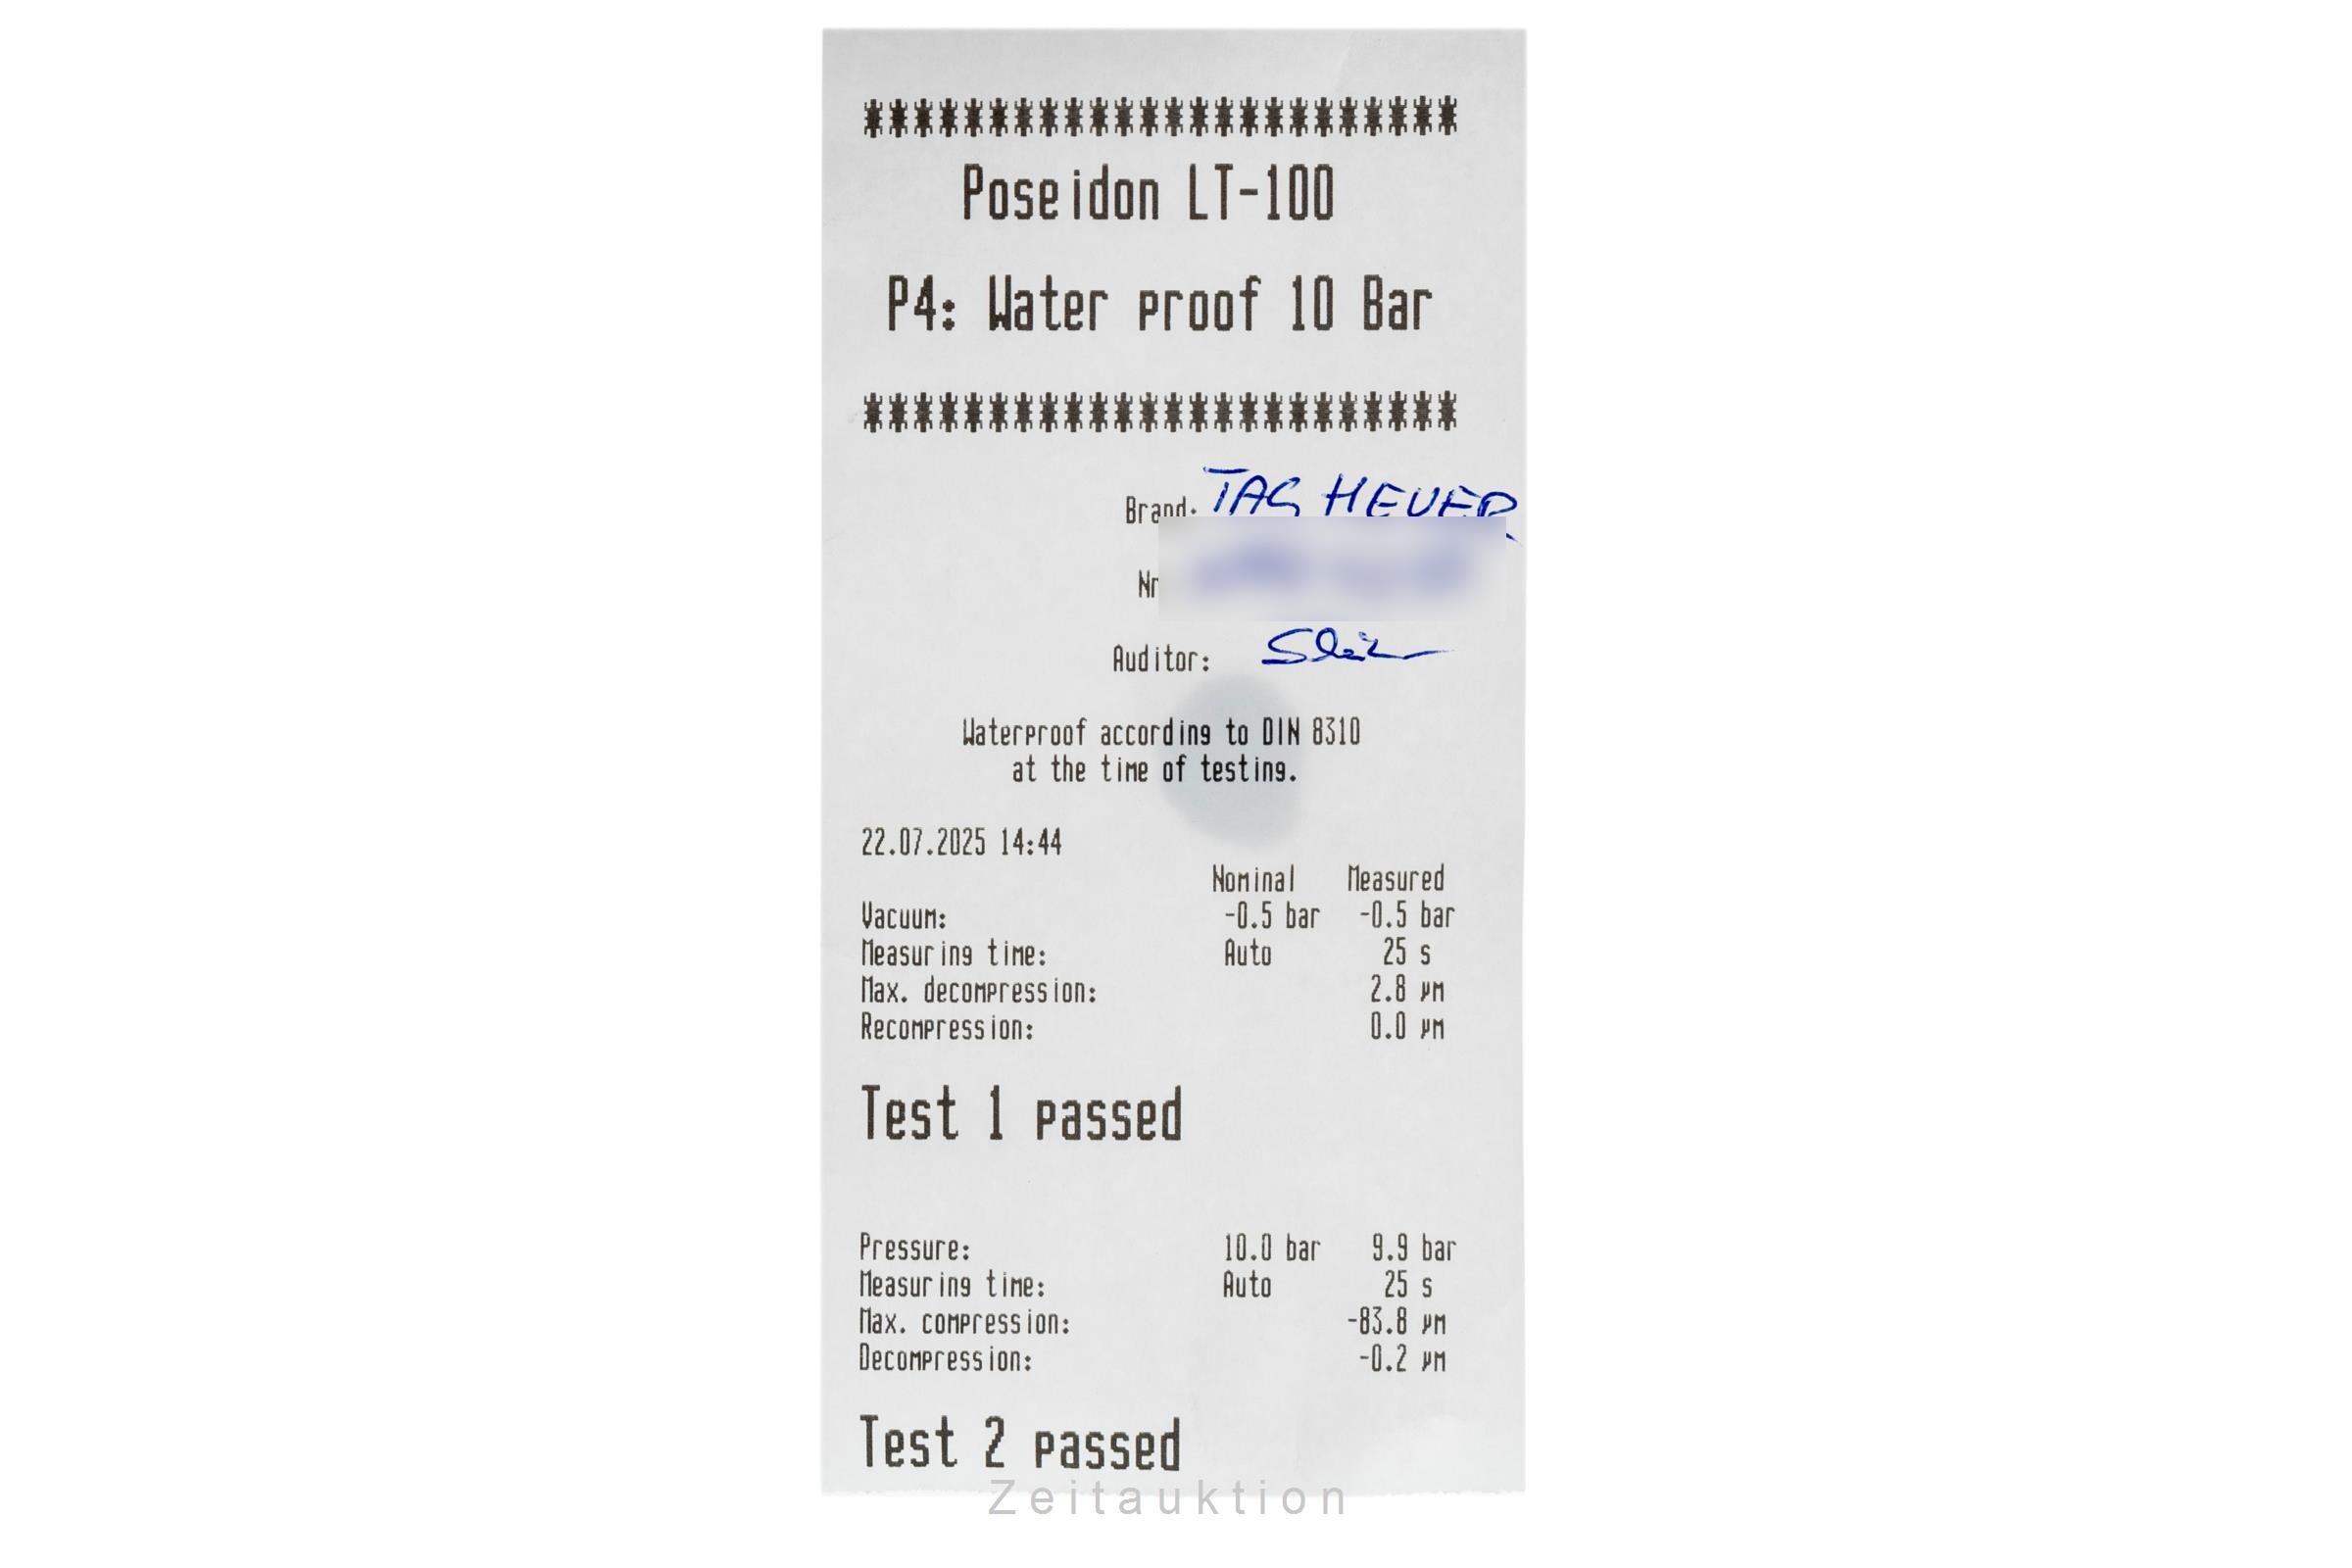 ************************
Poseidon LT-100
P4: Water proof 10 Bar
************************
Brand: TAG HEUER
Nr
Auditor:
Waterproof according to DIN 8310
at the time of testing.
22.07.2025 14:44
Nominal Measured
Vacuum: -0.5 bar -0.5 bar
Measuring time: Auto 25 s
Max. decompression: 2.8 µm
Recompression: 0.0 µm
Test 1 passed
Pressure: 10.0 bar 9.9 bar
Measuring time: Auto 25 s
Max. compression: -83.8 µm
Decompression: -0.2 µm
Test 2 passed
Zeitauktion